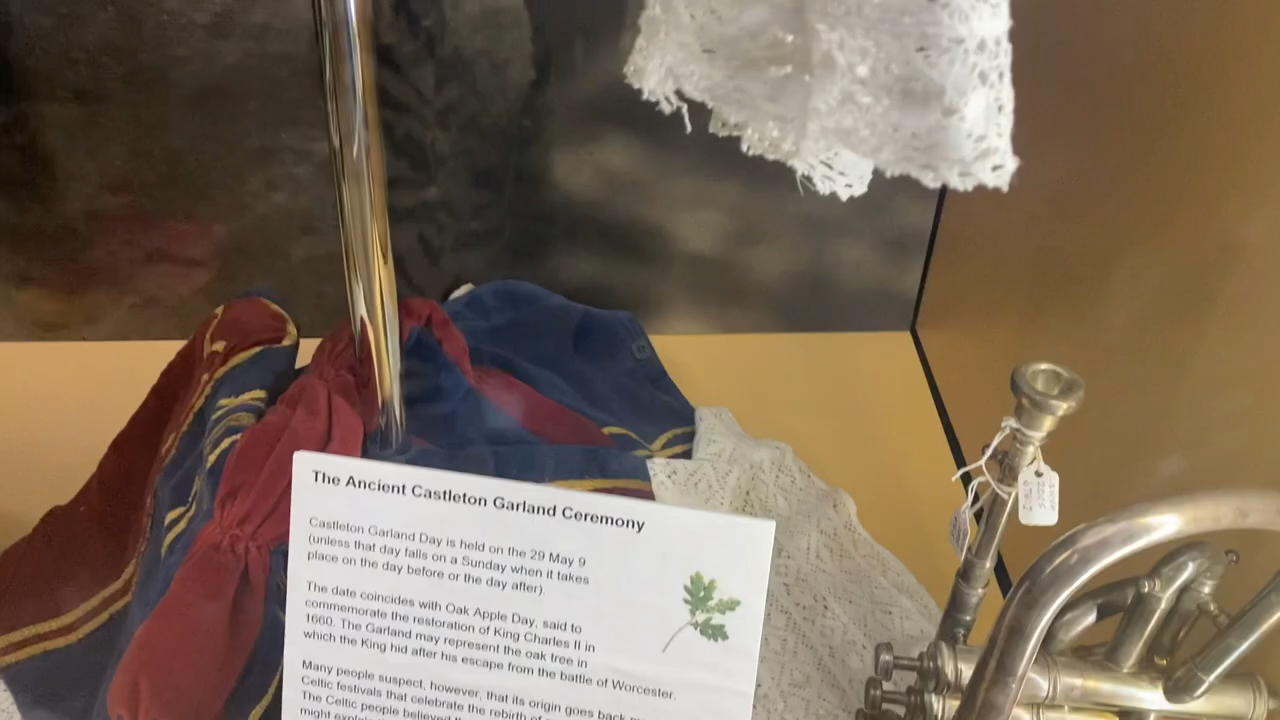 The Ancient Castleton Garland Ceremony
Castleton Garland Day is held on the 29 May 9
(unless that day falls on a Sunday when it takes
place on the day before or the day after).
The date coincides with Oak Apple Day, said to
commemorate the restoration of King Charles II in
1660. The Garland may represent the oak tree in
which the King hid after his escape from the battle of Worcester.
Many people suspect, however, that its origin goes back
Celtic festivals that celebrate the rebirth of
The Celtic people believed
might